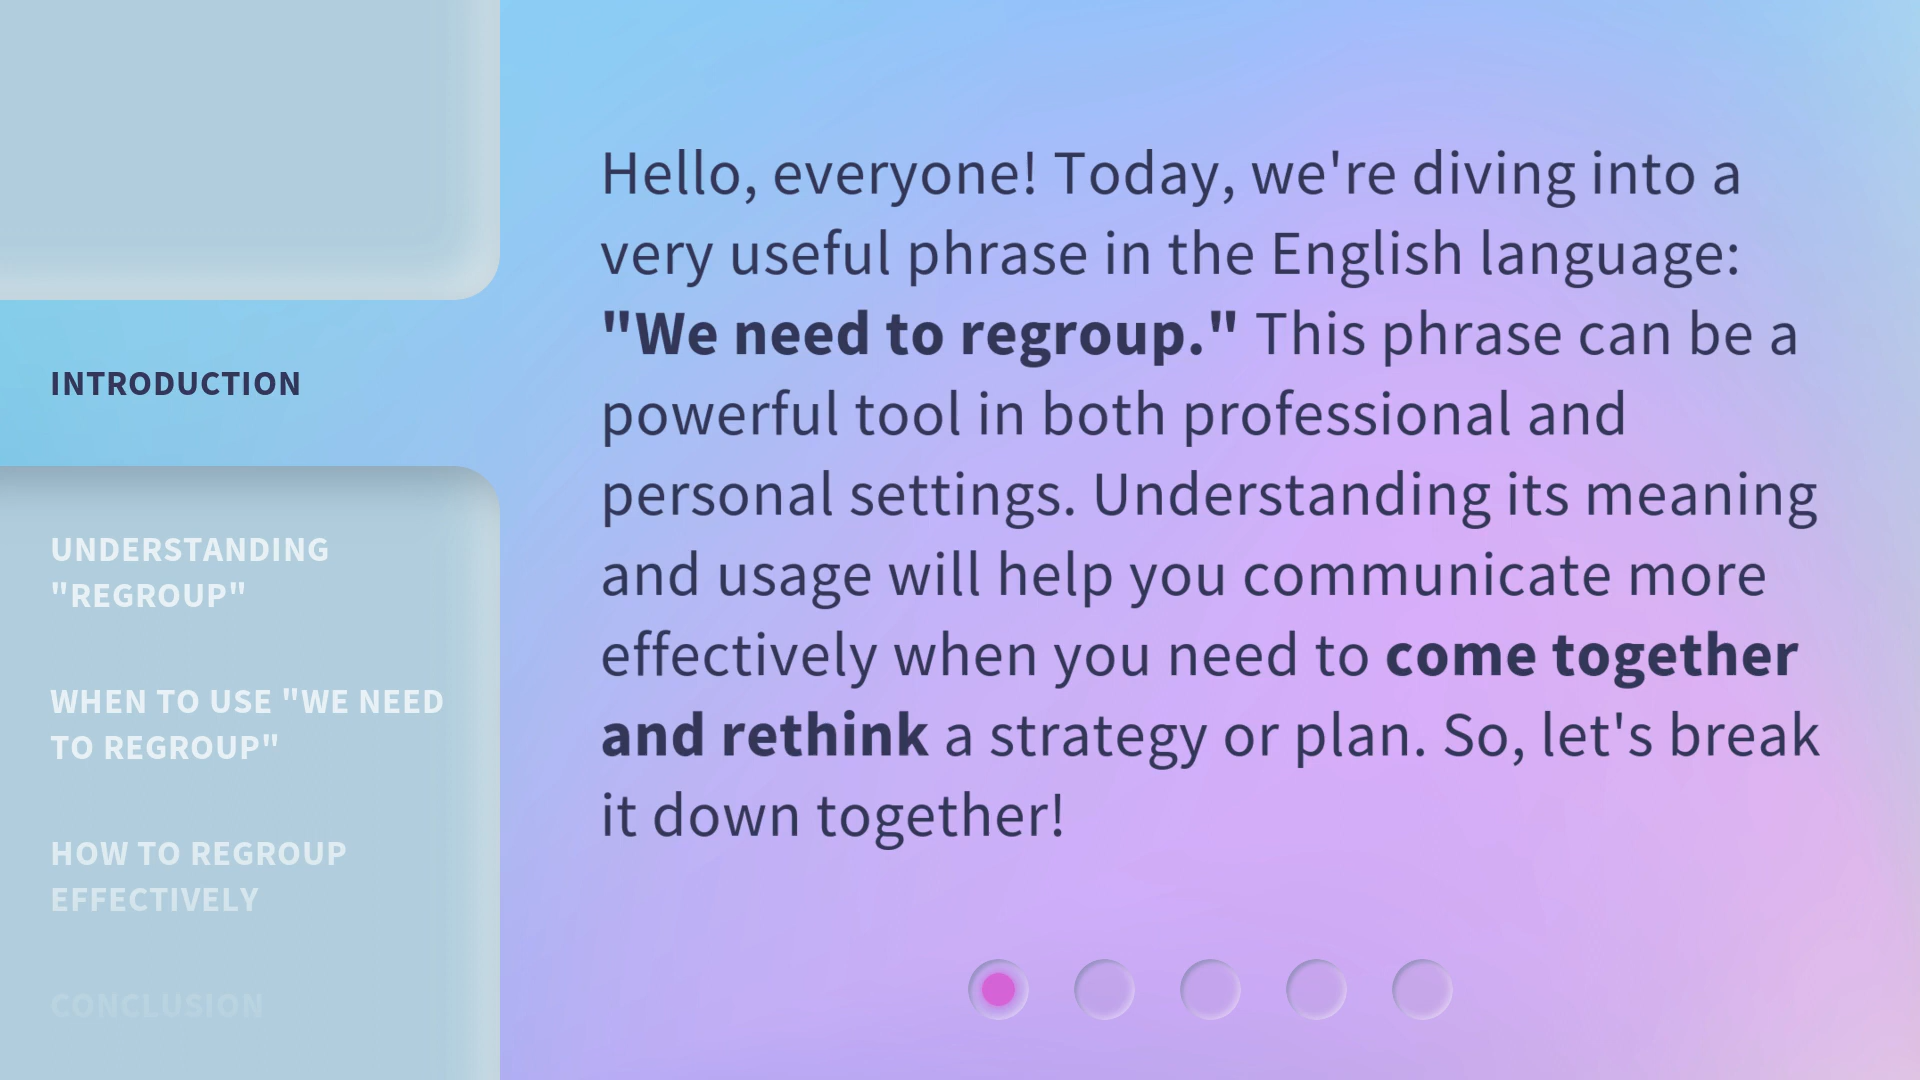 INTRODUCTION
UNDERSTANDING
"REGROUP"
WHEN TO USE "WE NEED
TO REGROUP"
HOW TO REGROUP
EFFECTIVELY
CONCLUSION
Hello, everyone! Today, we're diving into a
very useful phrase in the English language:
"We need to regroup." This phrase can be a
powerful tool in both professional and
personal settings. Understanding its meaning
and usage will help you communicate more
effectively when you need to come together
and rethink a strategy or plan. So, let's break
it down together!